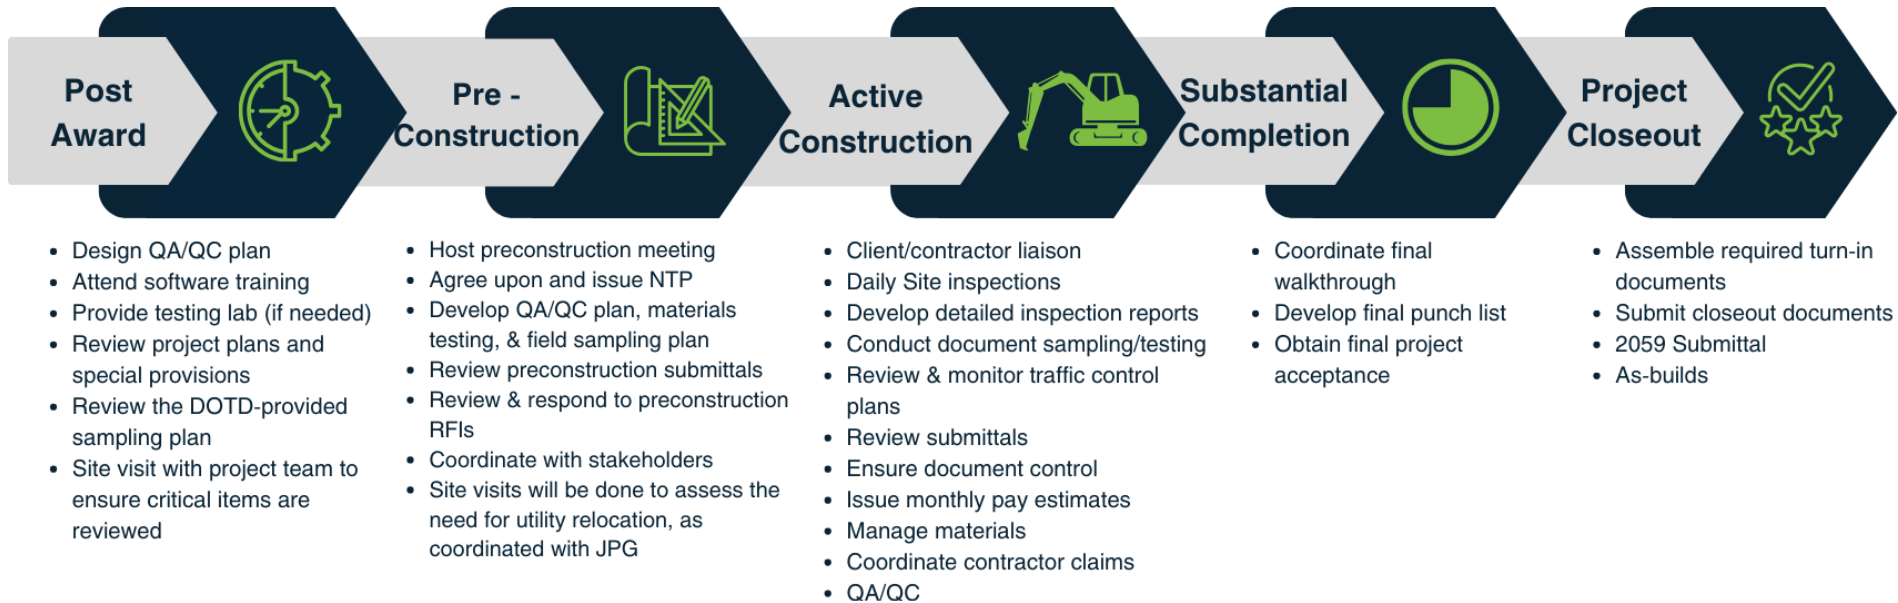 Post
Award
Pre -
Construction
Active
Construction
Substantial
Completion
Project
Closeout
• Design QA/QC plan
• Attend software training
• Provide testing lab (if needed)
• Review project plans and
special provisions
• Review the DOTD-provided
sampling plan
• Site visit with project team to
ensure critical items are
reviewed
• Host preconstruction meeting
• Agree upon and issue NTP
• Develop QA/QC plan, materials
testing, & field sampling plan
• Review preconstruction submittals
• Review & respond to preconstruction
RFIs
• Coordinate with stakeholders
• Site visits will be done to assess the
need for utility relocation, as
coordinated with JPG
• Client/contractor liaison
• Daily Site inspections
• Develop detailed inspection reports
• Conduct document sampling/testing
• Review & monitor traffic control
plans
• Review submittals
• Ensure document control
• Issue monthly pay estimates
• Manage materials
• Coordinate contractor claims
• QA/QC
• Coordinate final
walkthrough
• Develop final punch list
• Obtain final project
acceptance
• Assemble required turn-in
documents
• Submit closeout documents
• 2059 Submittal
• As-builds